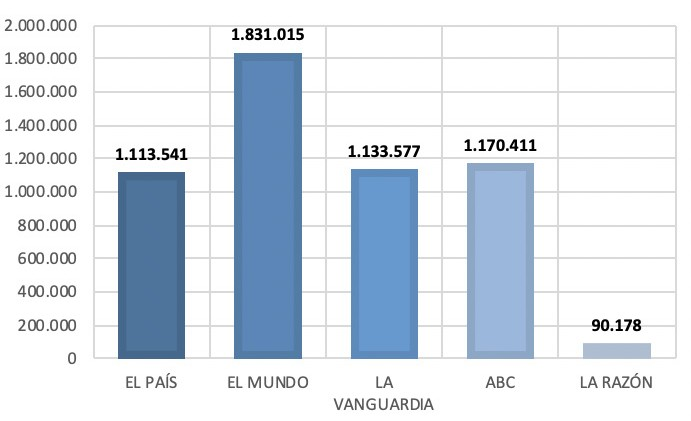 2.000.000
1.800.000
1.600.000
1.400.000
1.200.000
1.000.000
800.000
600.000
400.000
200.000
0
1.113.541
1.831.015
1.133.577
1.170.411
90.178
EL PAÍS
EL MUNDO
LA
VANGUARDIA
ABC
LA RAZÓN